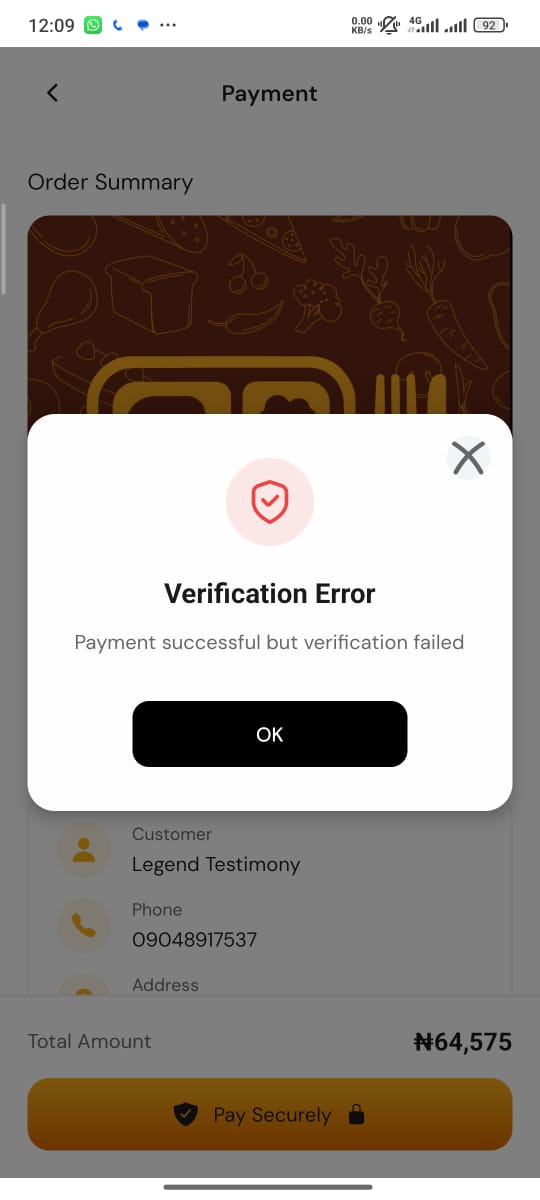 12:09
0.00
KB/s
4G
92
Payment
Order Summary
Verification Error
Payment successful but verification failed
OK
Customer
Legend Testimony
Phone
09048917537
Address
Total Amount
₦64,575
Pay Securely